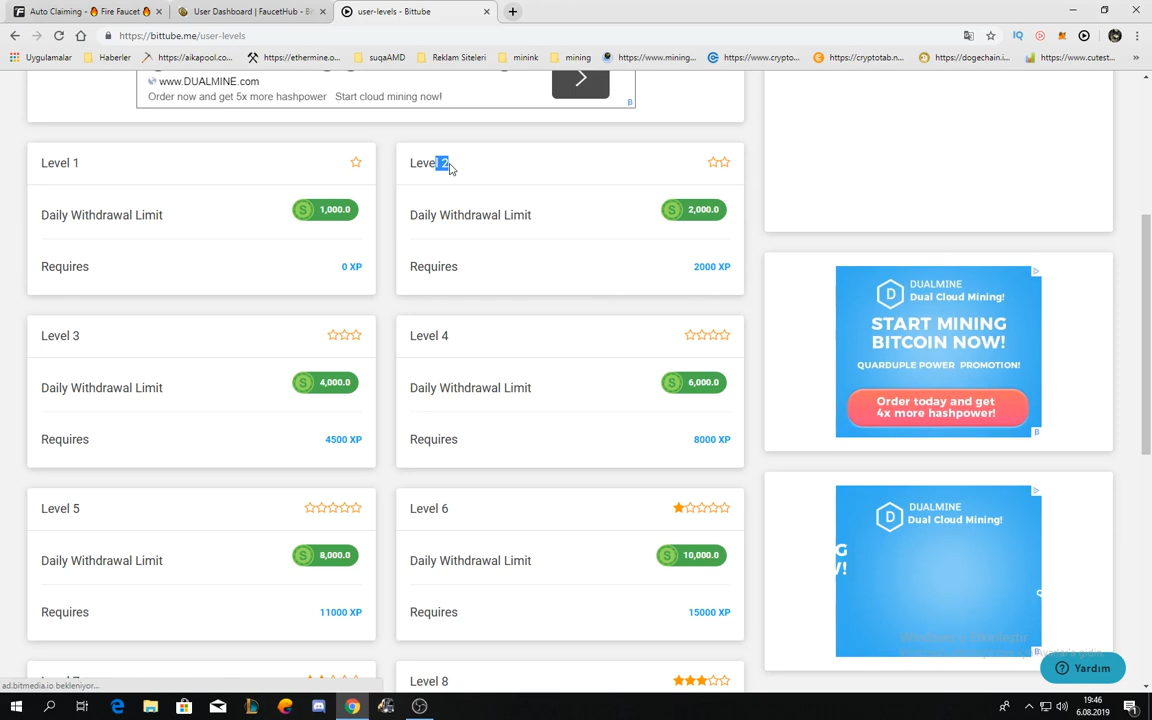 Auto Claiming - 🔥 Fire Faucet 🔥
User Dashboard | FaucetHub - Bi
user-levels - Bittube
https://bittube.me/user-levels
Uygulamalar
Haberler
https://aikapool.c...
https://ethermine.o...
suqaAMD
Reklam Siteleri
minink
mining
https://www.mining...
https://www.crypto...
https://cryptotab.n...
https://dogechain.i...
https://www.cutest...
www.DUALMINE.com
Order now and get 5x more hashpower Start cloud mining now!
Level 1
Daily Withdrawal Limit
1,000.0
Requires
0 XP
Level 2
Daily Withdrawal Limit
2,000.0
Requires
2000 XP
Level 3
Daily Withdrawal Limit
4,000.0
Requires
4500 XP
Level 4
Daily Withdrawal Limit
6,000.0
Requires
8000 XP
Level 5
Daily Withdrawal Limit
8,000.0
Requires
11000 XP
Level 6
Daily Withdrawal Limit
10,000.0
Requires
15000 XP
Level 8
DUALMINE
Dual Cloud Mining!
START MINING
BITCOIN NOW!
QUARDUPLE POWER PROMOTION!
Order today and get
4x more hashpower!
DUALMINE
Dual Cloud Mining!
Yardım
ad.bitmedia.io bekleniyor...
19:46
6.08.2019